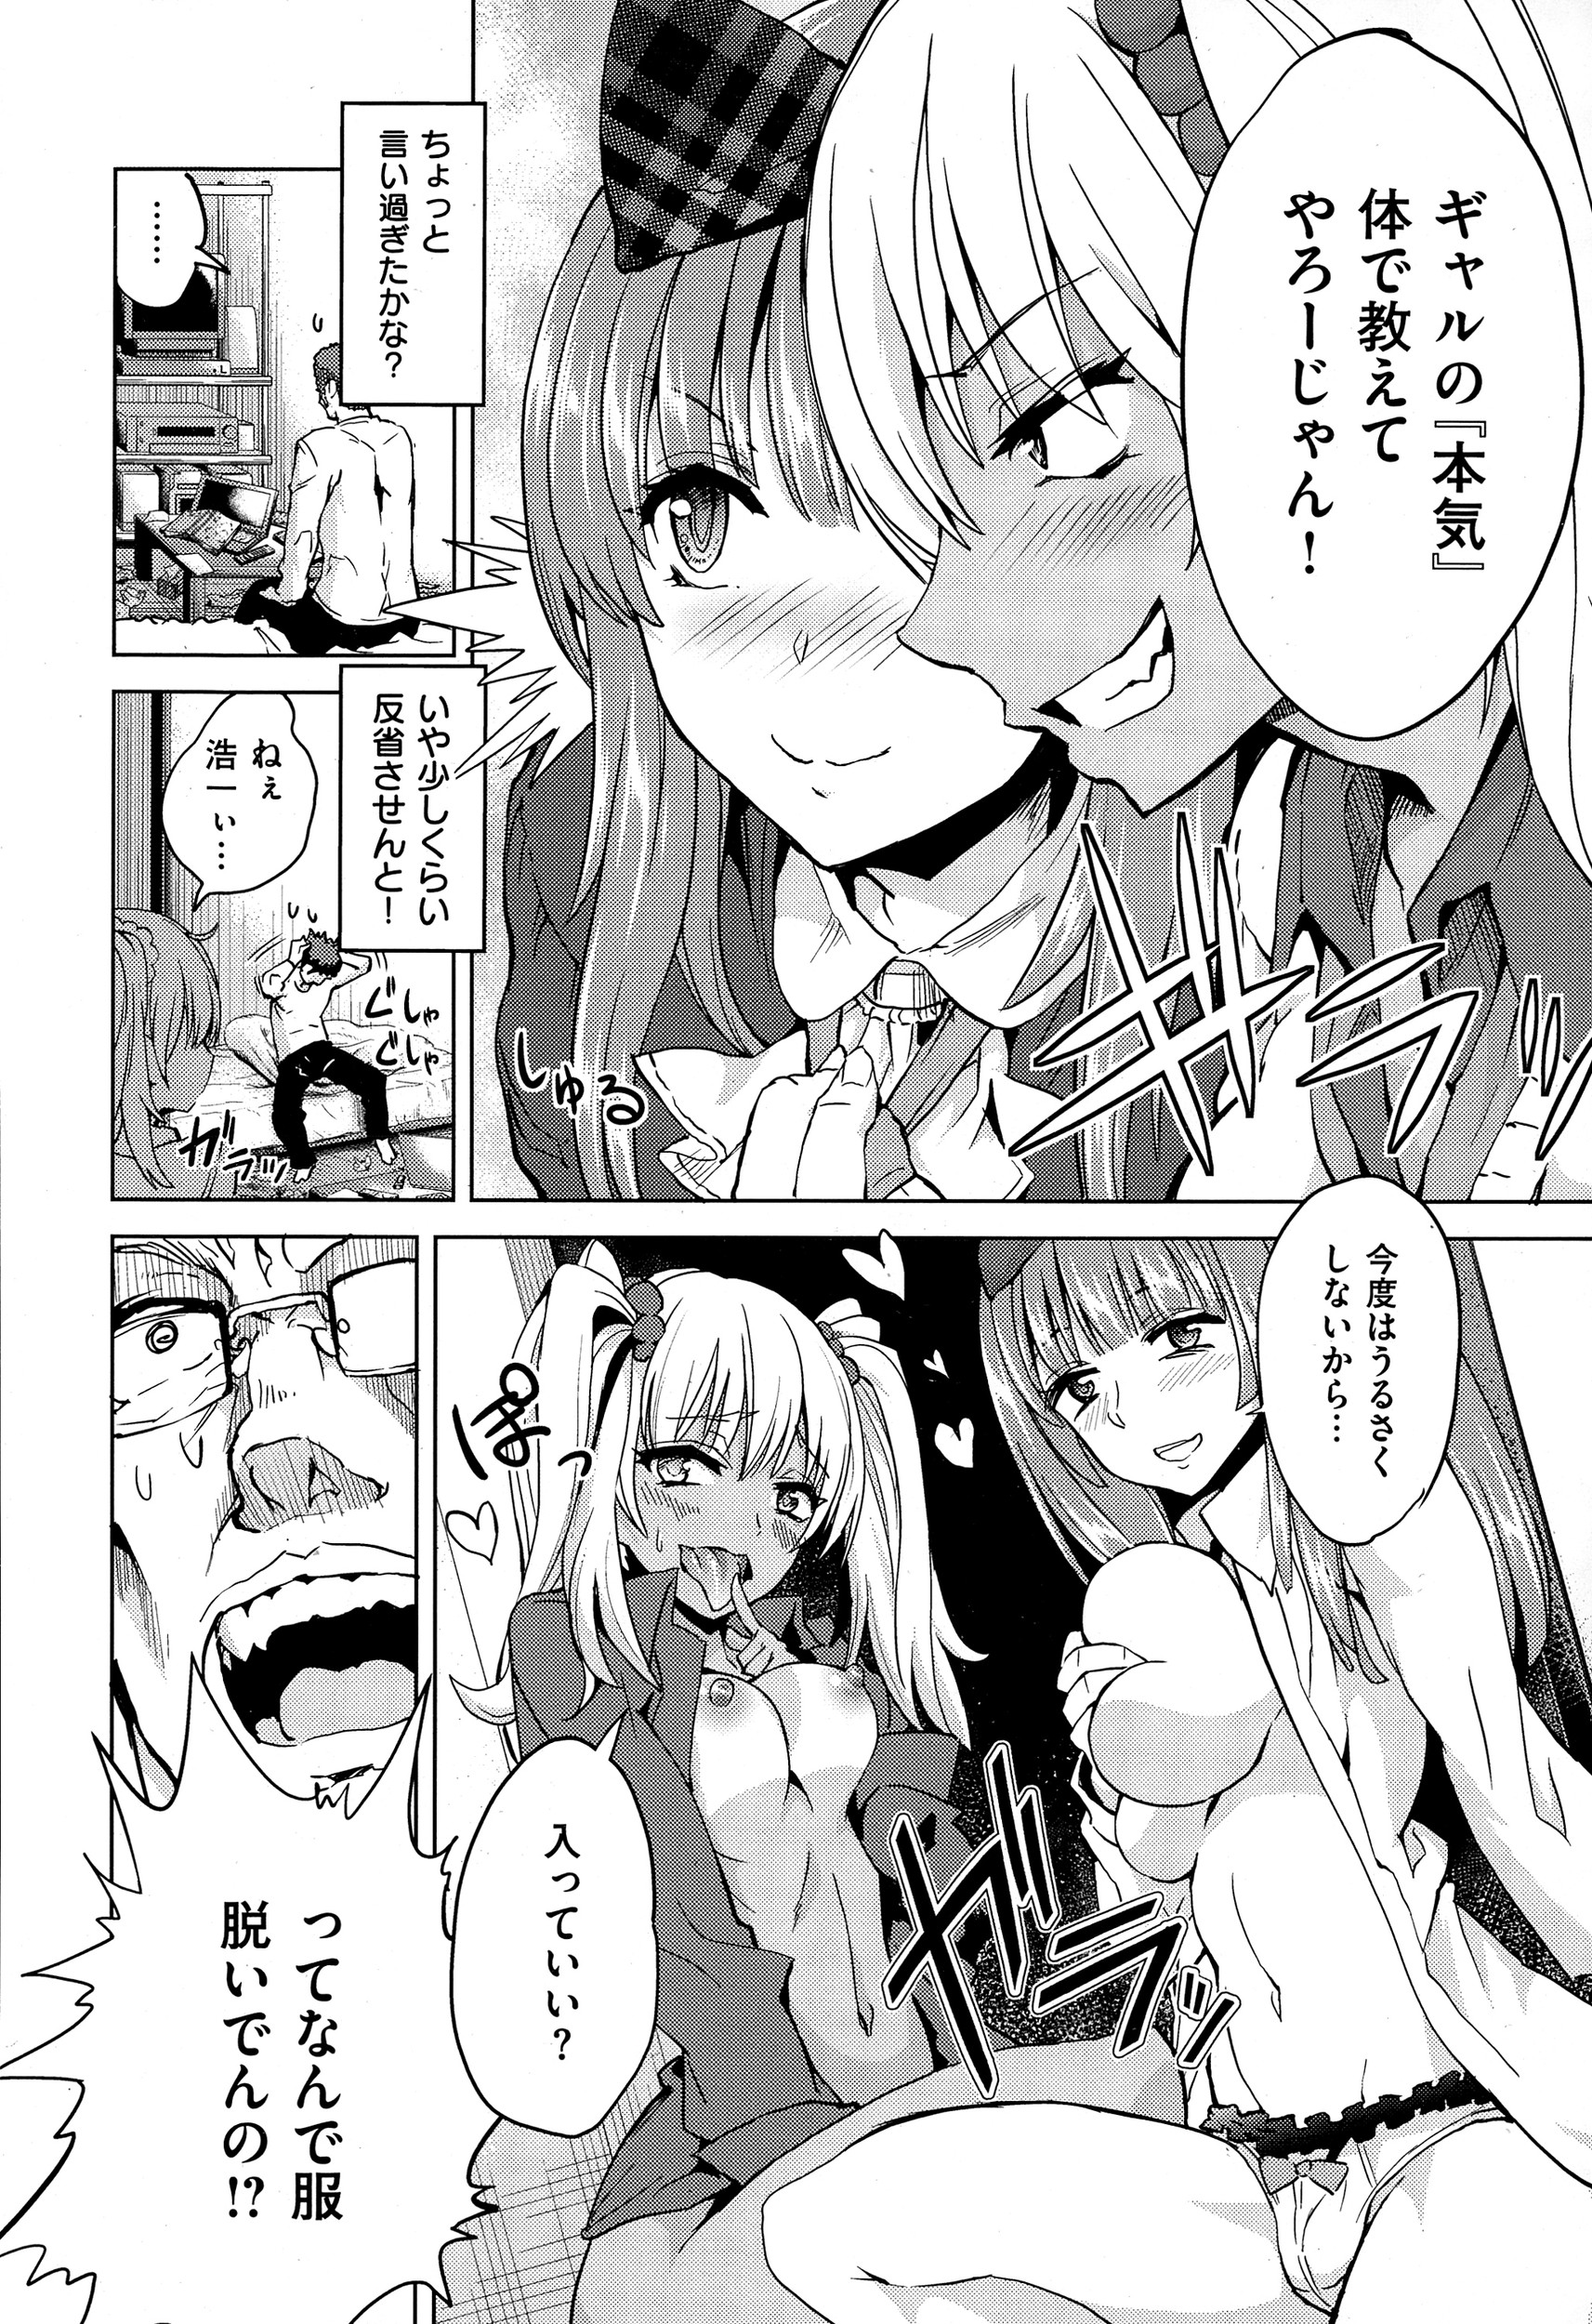 ギャルの『本気』
体で教えて
やろーじゃん！
ギラッ
しゅる
ちょっと
言い過ぎたかな？
……
いや少しくらい
反省させんと！
ねぇ
浩一ぃ…
ぐしゃ
ぐしゃ
ガラッ
今度はうるさく
しないから…
ぽっ
入っていい？
ガラッ
ってなんで服
脱いでんの!?